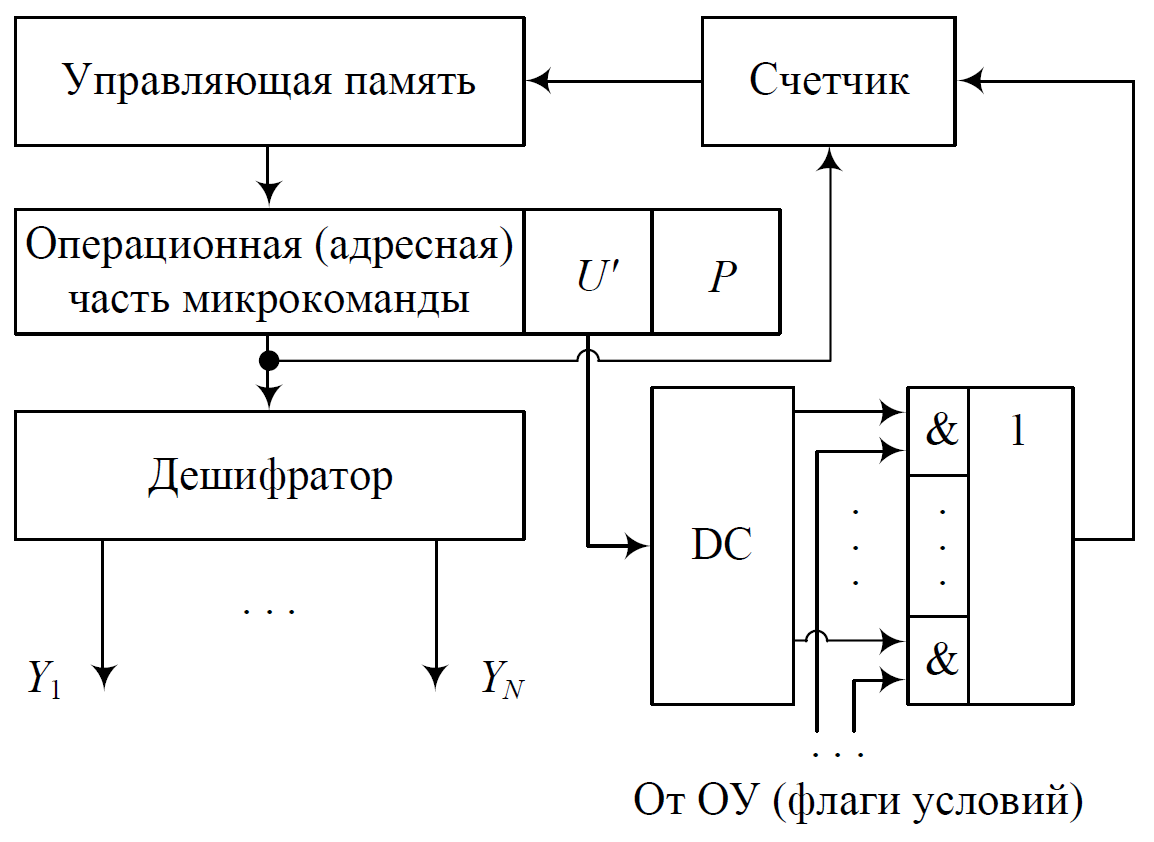 Управляющая память
Счетчик
Операционная (адресная)
часть микрокоманды
U′
P
Дешифратор
DC
&
1
&
. . .
Y1
YN
. . .
От ОУ (флаги условий)